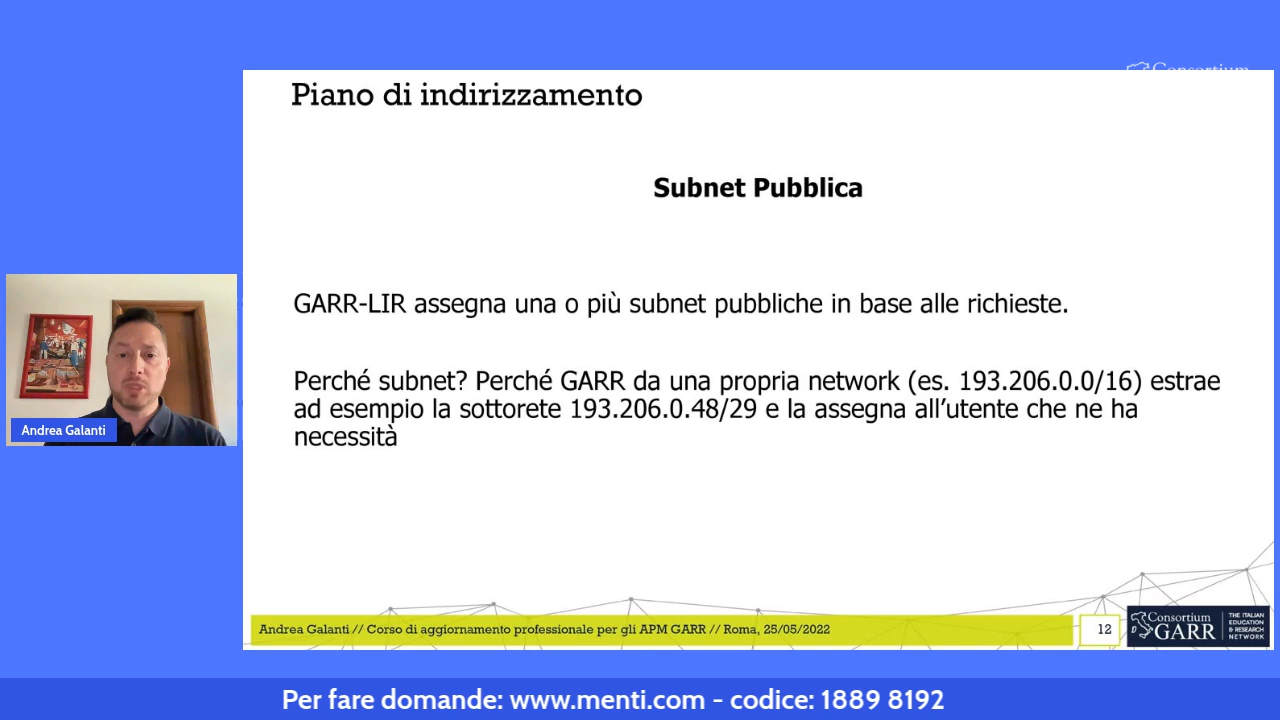 Consortium
Piano di indirizzamento
Subnet Pubblica
GARR-LIR assegna una o più subnet pubbliche in base alle richieste.
Perché subnet? Perché GARR da una propria network (es. 193.206.0.0/16) estrae
ad esempio la sottorete 193.206.0.48/29 e la assegna all’utente che ne ha
necessità
Andrea Galanti
Andrea Galanti // Corso di aggiornamento professionale per gli APM GARR // Roma, 25/05/2022
12
Consortium
GARR
THE ITALIAN
EDUCATION
& RESEARCH
NETWORK
Per fare domande: www.menti.com - codice: 1889 8192